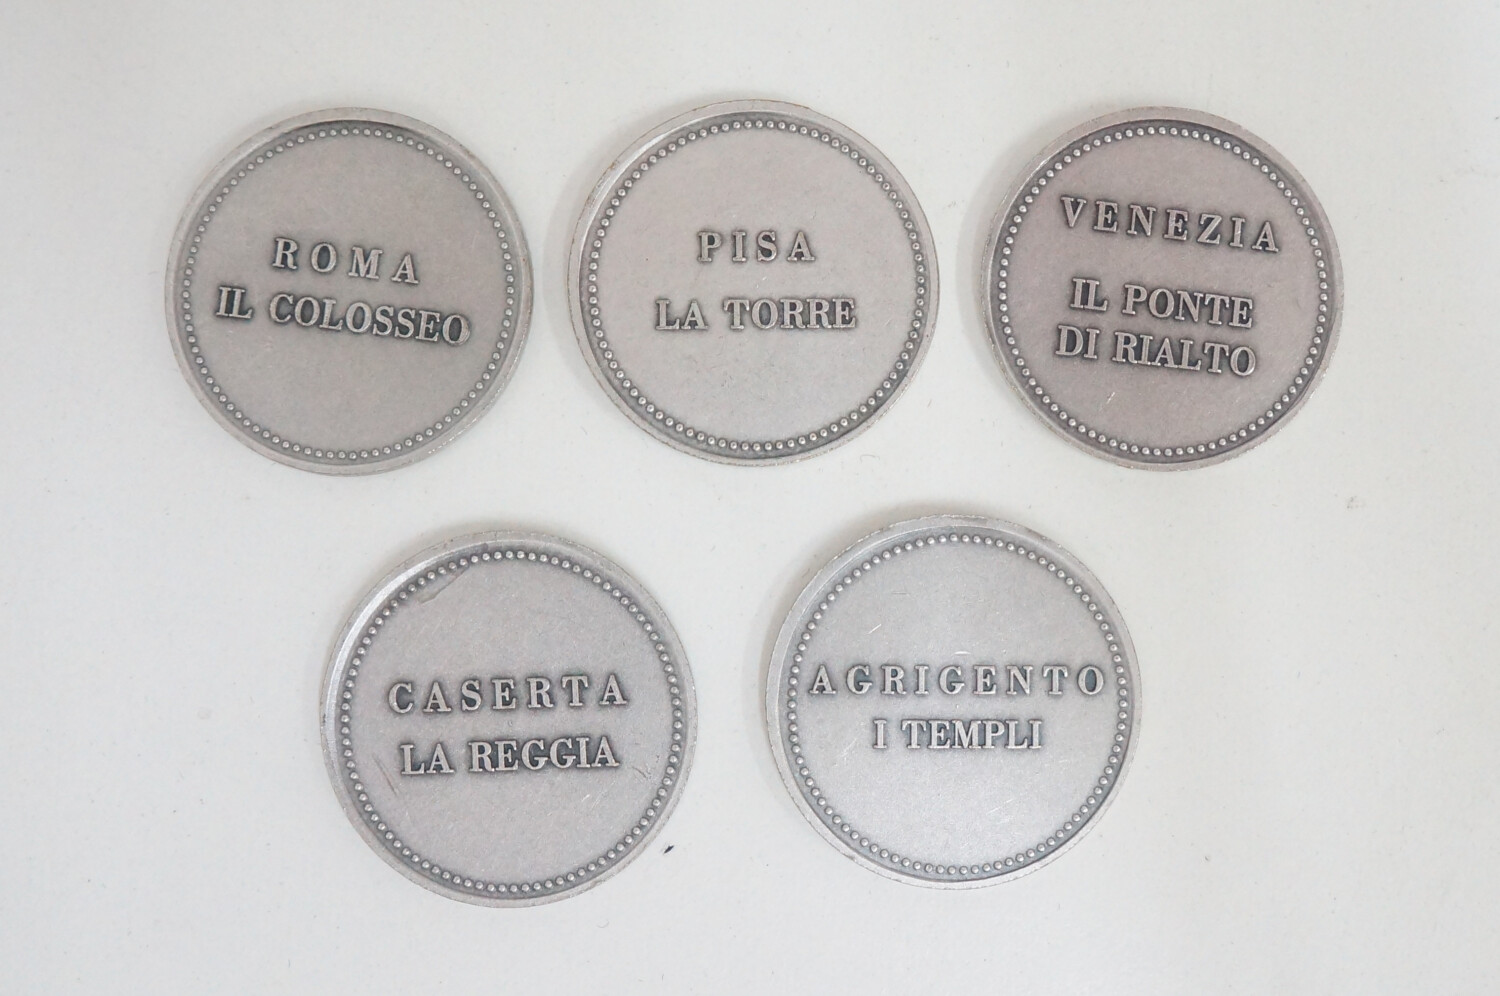 ROMA
IL COLOSSEO
PISA
LA TORRE
VENEZIA
IL PONTE
DI RIALTO
CASERTA
LA REGGIA
AGRIGENTO
I TEMPLI